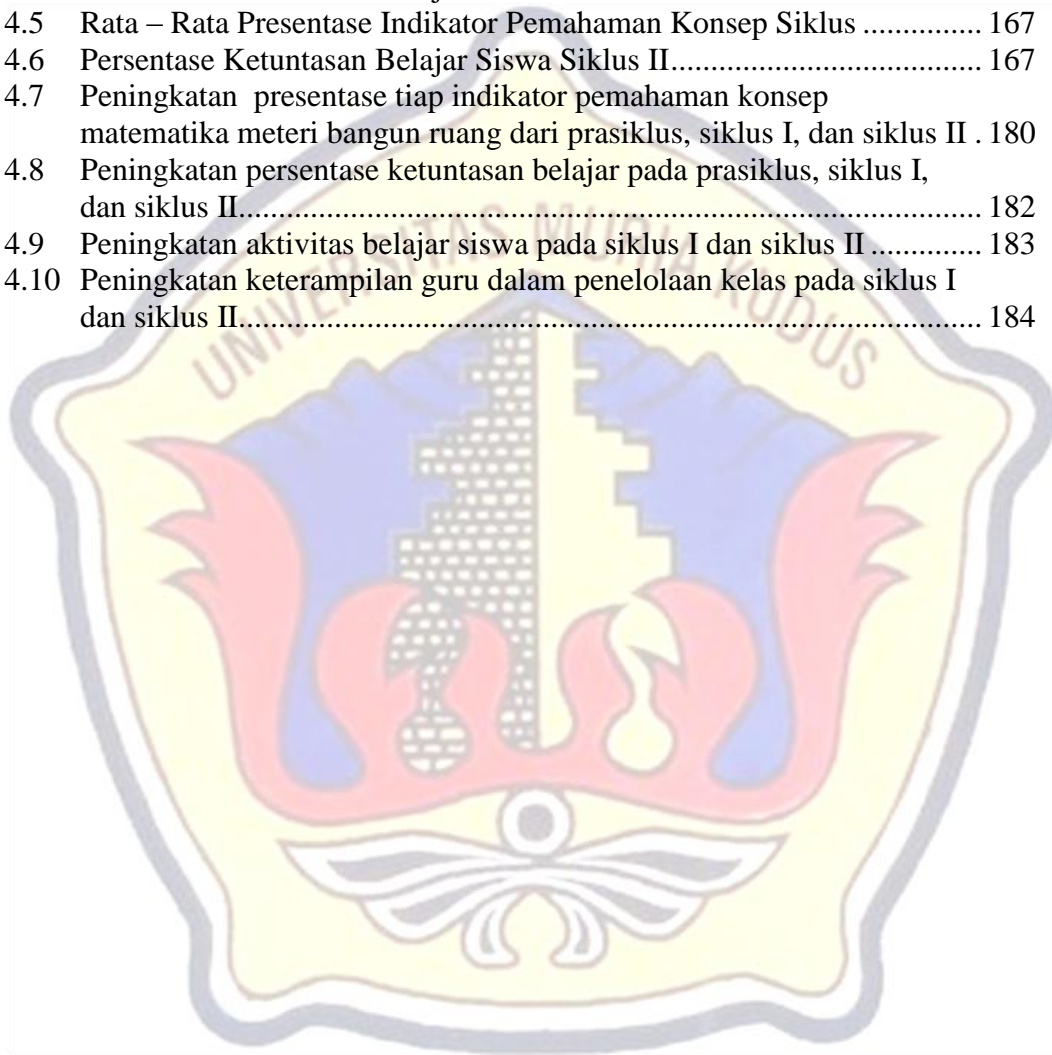 4.5 Rata – Rata Presentase Indikator Pemahaman Konsep Siklus ............... 167
4.6 Persentase Ketuntasan Belajar Siswa Siklus II....................................... 167
4.7 Peningkatan presentase tiap indikator pemahaman konsep
matematika meteri bangun ruang dari prasiklus, siklus I, dan siklus II . 180
4.8 Peningkatan persentase ketuntasan belajar pada prasiklus, siklus I,
dan siklus II............................................................................................. 182
4.9 Peningkatan aktivitas belajar siswa pada siklus I dan siklus II .............. 183
4.10 Peningkatan keterampilan guru dalam penelolaan kelas pada siklus I
dan siklus II............................................................................................. 184
UNIVERSITAS MURIA KUDUS